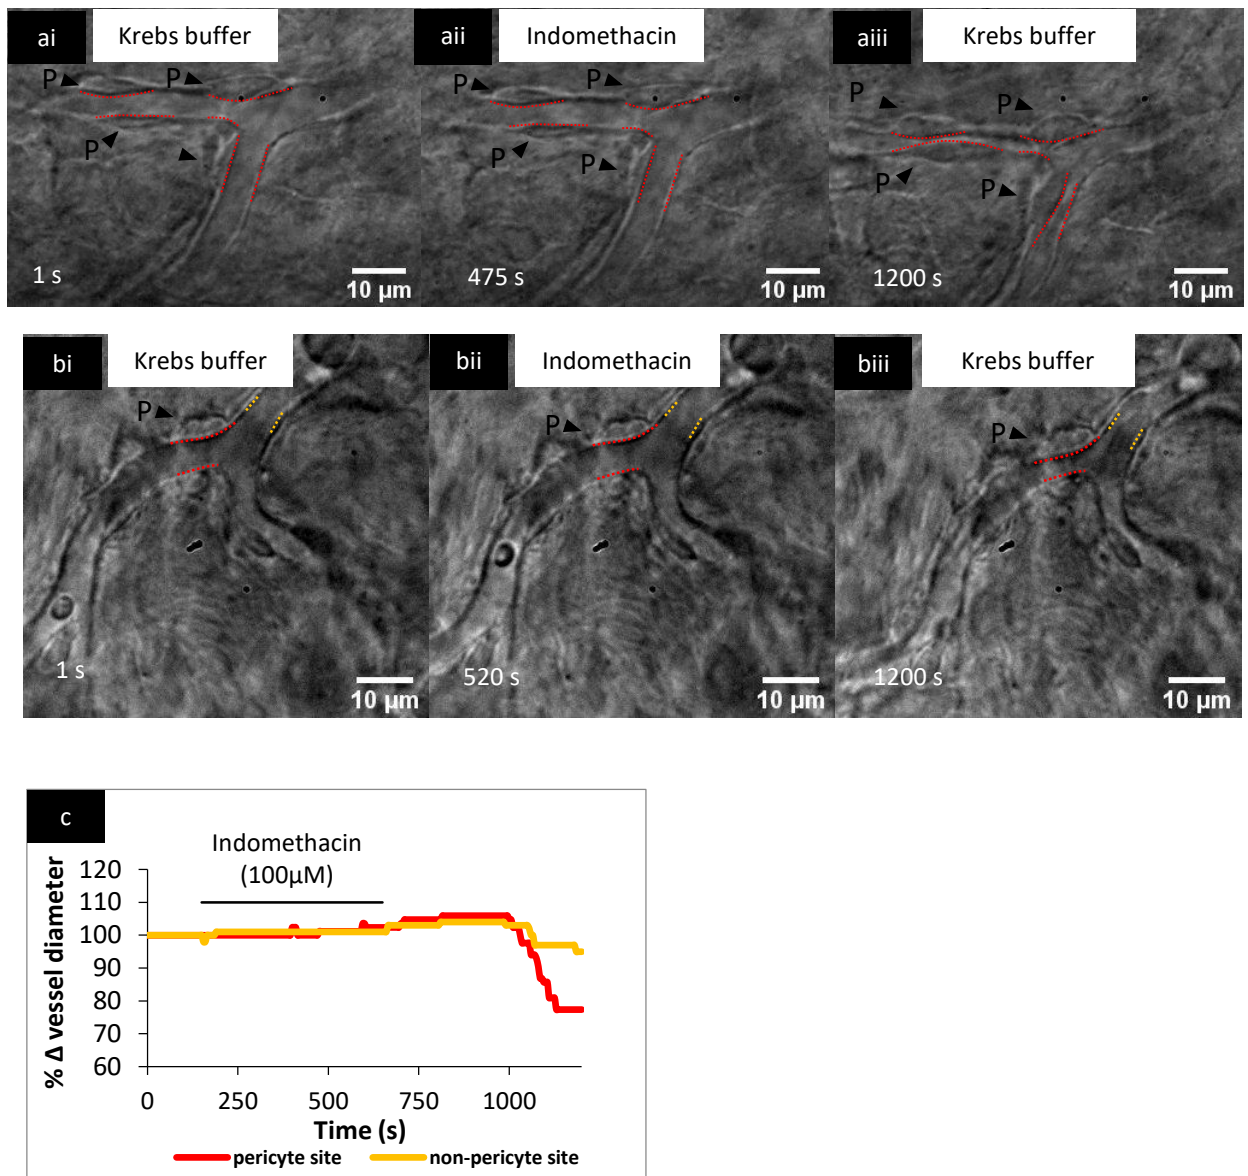 ai
Krebs buffer
P
P
P
1 s
10 µm
aii
Indomethacin
P
P
P
P
475 s
10 µm
aiii
Krebs buffer
P
P
P
P
1200 s
10 µm
bi
Krebs buffer
P
1 s
10 µm
bii
Indomethacin
P
520 s
10 µm
biii
Krebs buffer
P
1200 s
10 µm
c
Indomethacin
(100µM)
% Δ vessel diameter
120
110
100
90
80
70
60
0 250 500 750 1000
Time (s)
pericyte site non-pericyte site